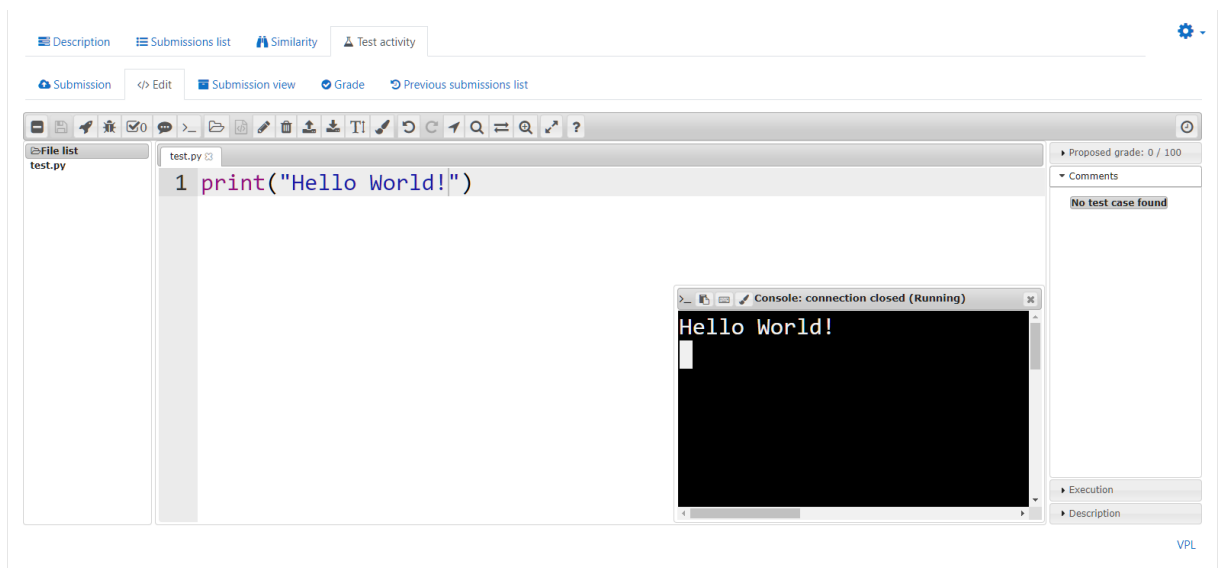 Description Submissions list Similarity Test activity
Submission </> Edit Submission view Grade Previous submissions list
0 >_ TI ?
File list
test.py
test.py
1 print("Hello World!")
Proposed grade: 0 / 100
Comments
No test case found
>_ Console: connection closed (Running)
Hello World!
Execution
Description
VPL